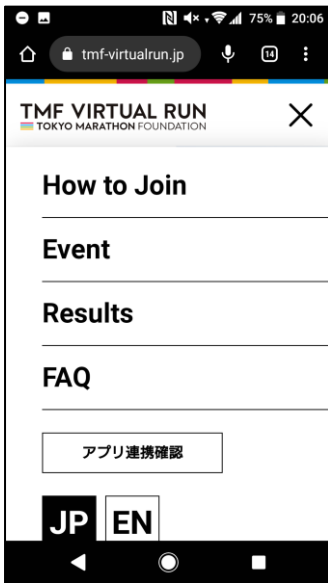 75% 20:06
tmf-virtualrun.jp 14
TMF VIRTUAL RUN
TOKYO MARATHON FOUNDATION
How to Join
Event
Results
FAQ
アプリ連携確認
JP EN